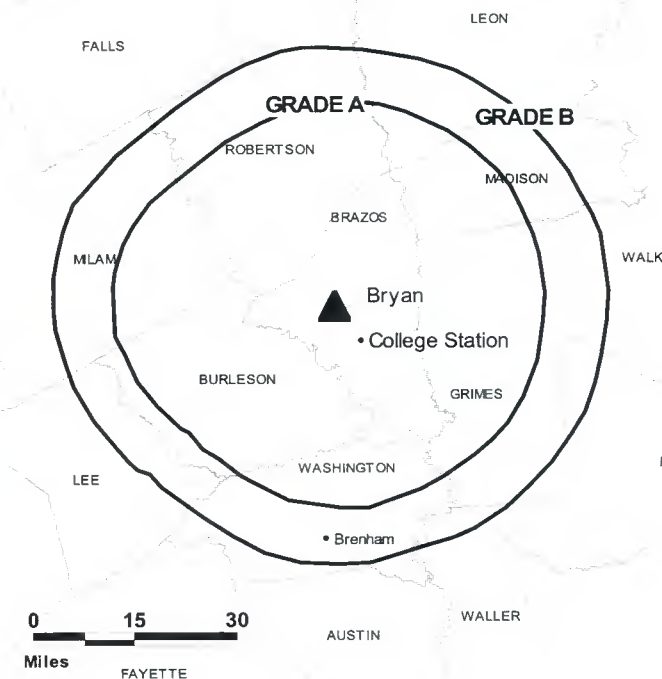 LEON
FALLS
GRADE A
GRADE B
ROBERTSON
MADISON
BRAZOS
MILAM
WALK
Bryan
College Station
BURLESON
GRIMES
WASHINGTON
LEE
Brenham
0 15 30
Miles
WALLER
AUSTIN
FAYETTE